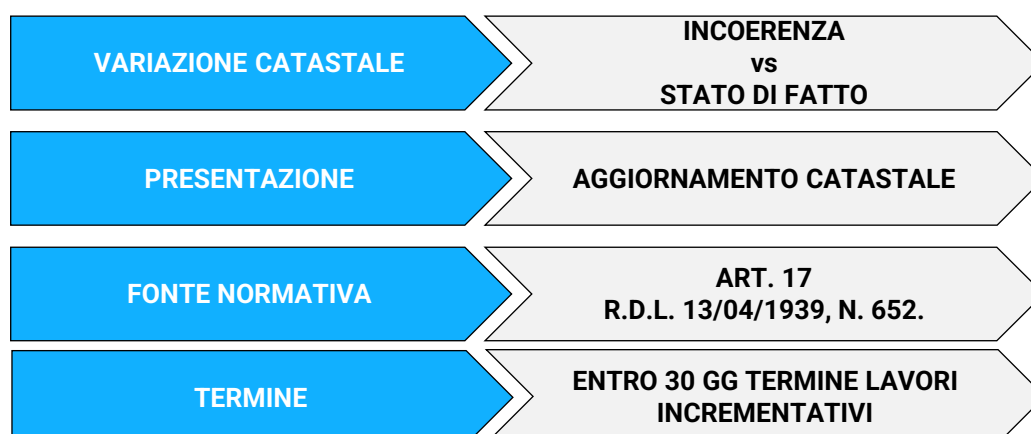 VARIAZIONE CATASTALE
INCOERENZA
vs
STATO DI FATTO
PRESENTAZIONE
AGGIORNAMENTO CATASTALE
FONTE NORMATIVA
ART. 17
R.D.L. 13/04/1939, N. 652.
TERMINE
ENTRO 30 GG TERMINE LAVORI
INCREMENTATIVI